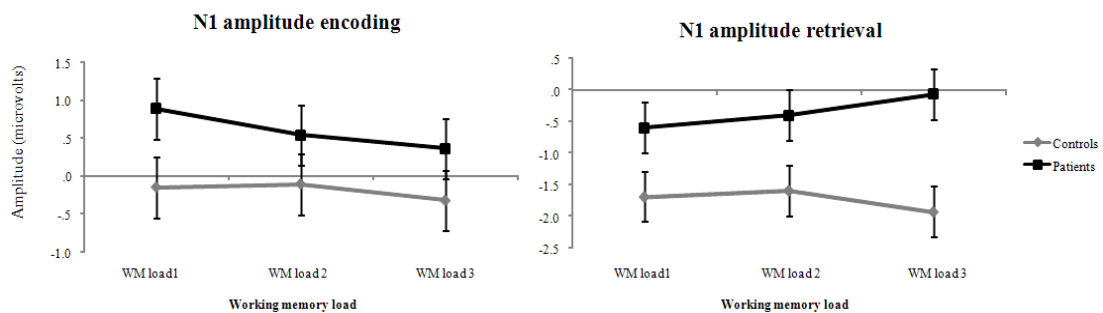 N1 amplitude encoding
Amplitude (microvolts)
1.5
1.0
.5
.0
-.5
-1.0
WM load1
WM load 2
WM load 3
Working memory load
N1 amplitude retrieval
.5
.0
-.5
-1.0
-1.5
-2.0
-2.5
WM load1
WM load 2
WM load 3
Working memory load
Controls
Patients